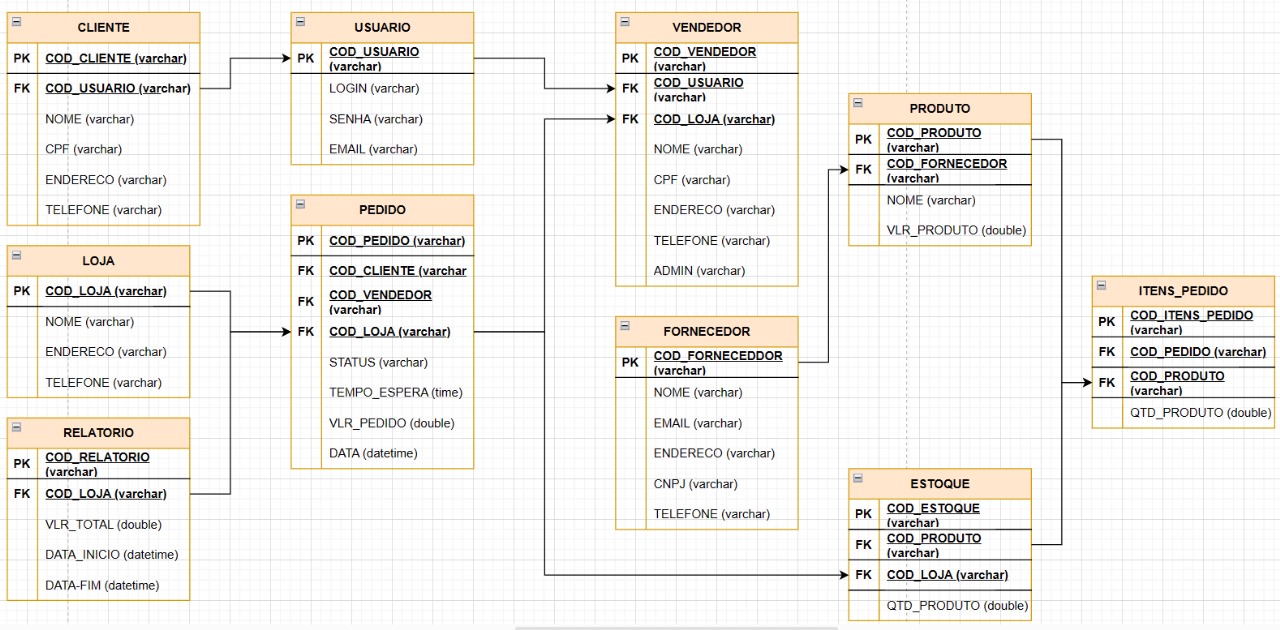 CLIENTE
PK COD_CLIENTE (varchar)
FK COD_USUARIO (varchar)
NOME (varchar)
CPF (varchar)
ENDERECO (varchar)
TELEFONE (varchar)
USUARIO
PK COD_USUARIO
(varchar)
LOGIN (varchar)
SENHA (varchar)
EMAIL (varchar)
VENDEDOR
PK COD_VENDEDOR
(varchar)
FK COD_USUARIO
(varchar)
FK COD_LOJA (varchar)
NOME (varchar)
CPF (varchar)
ENDERECO (varchar)
TELEFONE (varchar)
ADMIN (varchar)
PRODUTO
PK COD_PRODUTO
(varchar)
FK COD_FORNECEDOR
(varchar)
NOME (varchar)
VLR_PRODUTO (double)
LOJA
PK COD_LOJA (varchar)
NOME (varchar)
ENDERECO (varchar)
TELEFONE (varchar)
PEDIDO
PK COD_PEDIDO (varchar)
FK COD_CLIENTE (varchar
FK COD_VENDEDOR
(varchar)
FK COD_LOJA (varchar)
STATUS (varchar)
TEMPO_ESPERA (time)
VLR_PEDIDO (double)
DATA (datetime)
FORNECEDOR
PK COD_FORNECEDDOR
(varchar)
NOME (varchar)
EMAIL (varchar)
ENDERECO (varchar)
CNPJ (varchar)
TELEFONE (varchar)
ITENS_PEDIDO
PK COD_ITENS_PEDIDO
(varchar)
FK COD_PEDIDO (varchar)
FK COD_PRODUTO
(varchar)
QTD_PRODUTO (double)
RELATORIO
PK COD_RELATORIO
(varchar)
FK COD_LOJA (varchar)
VLR_TOTAL (double)
DATA_INICIO (datetime)
DATA-FIM (datetime)
ESTOQUE
PK COD_ESTOQUE
(varchar)
FK COD_PRODUTO
(varchar)
FK COD_LOJA (varchar)
QTD_PRODUTO (double)